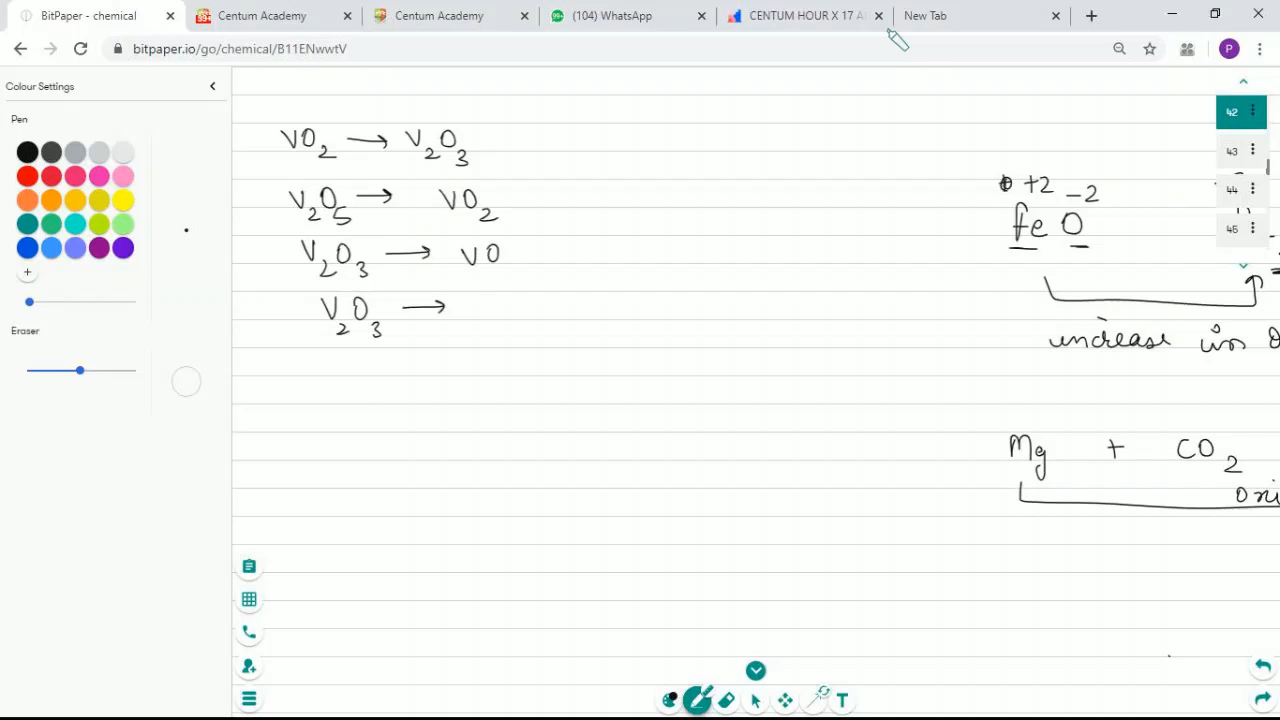 BitPaper - chemical
Centum Academy
Centum Academy
(104) WhatsApp
CENTUM HOUR X 17 A
New Tab
bitpaper.io/go/chemical/B11ENwwtV
P
Colour Settings
Pen
Eraser
VO2 → V2O3
V2O5 → VO2
V2O3 → VO
V2O3 →
+2 -2
FeO
increase in O
Mg + CO2
oxi
42
43
44
45
99+
T